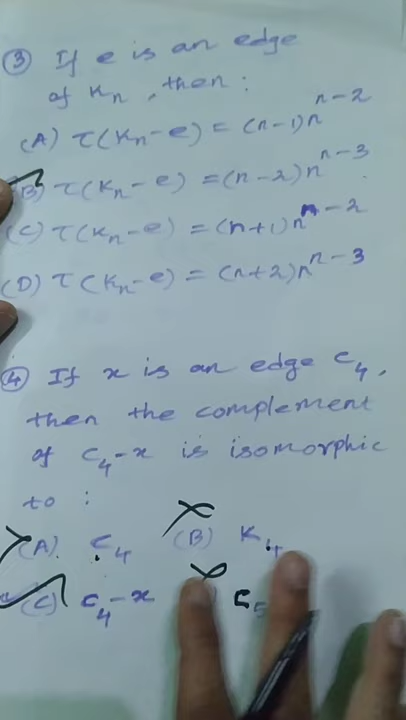 ③ If e is an edge
of Kn, then:
(A) τ(Kn-e) = (n-1)n^n-2
(B) τ(Kn-e) = (n-2)n^n-3
(C) τ(Kn-e) = (n+1)n^n-2
(D) τ(Kn-e) = (n+2)n^n-3
④ If x is an edge C4,
then the complement
of C4-x is isomorphic
to :
(A). C4 (B) K4
(C) C4-x C5